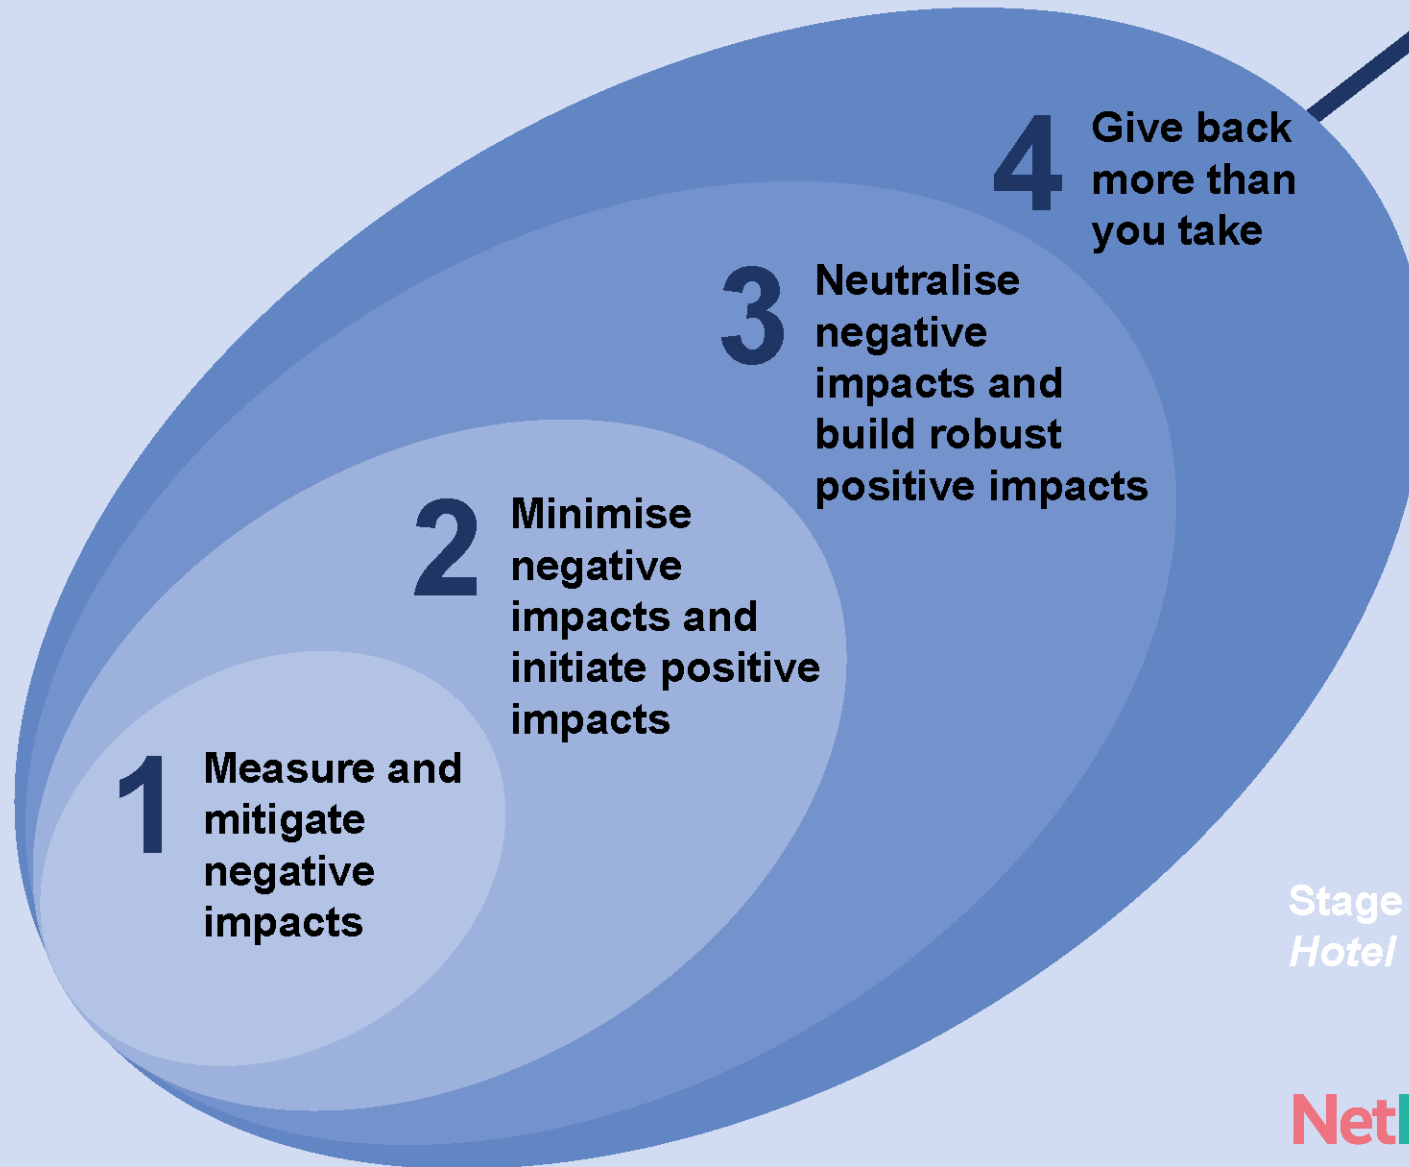 4
Give back
more than
you take
3
Neutralise
negative
impacts and
build robust
positive impacts
2
Minimise
negative
impacts and
initiate positive
impacts
1
Measure and
mitigate
negative
impacts
Stage
Hotel
Net